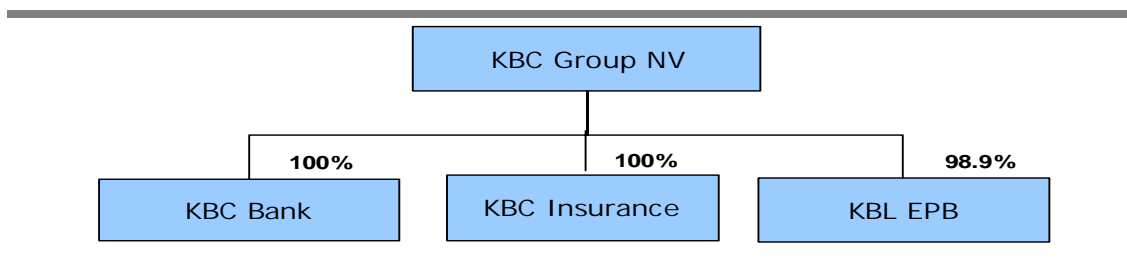 KBC Group NV
100%
100%
98.9%
KBC Bank
KBC Insurance
KBL EPB